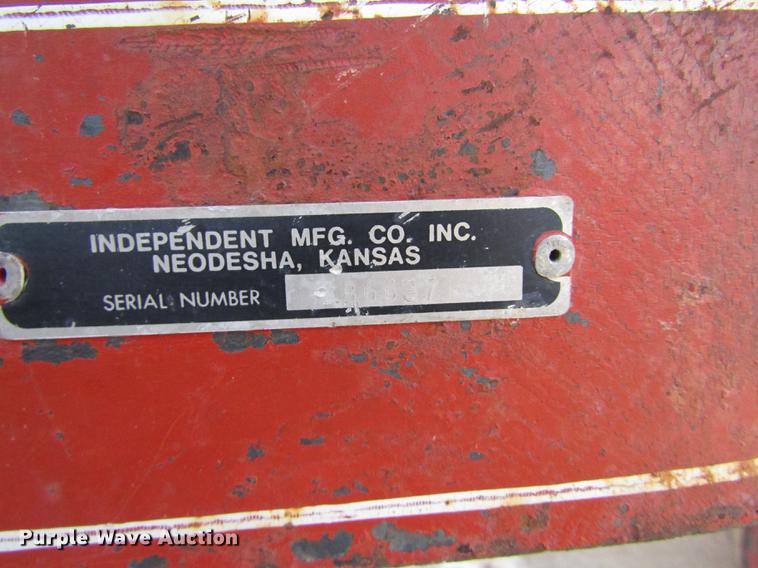 INDEPENDENT MFG. CO. INC.
NEODESHA, KANSAS
SERIAL NUMBER
Purple Wave Auction